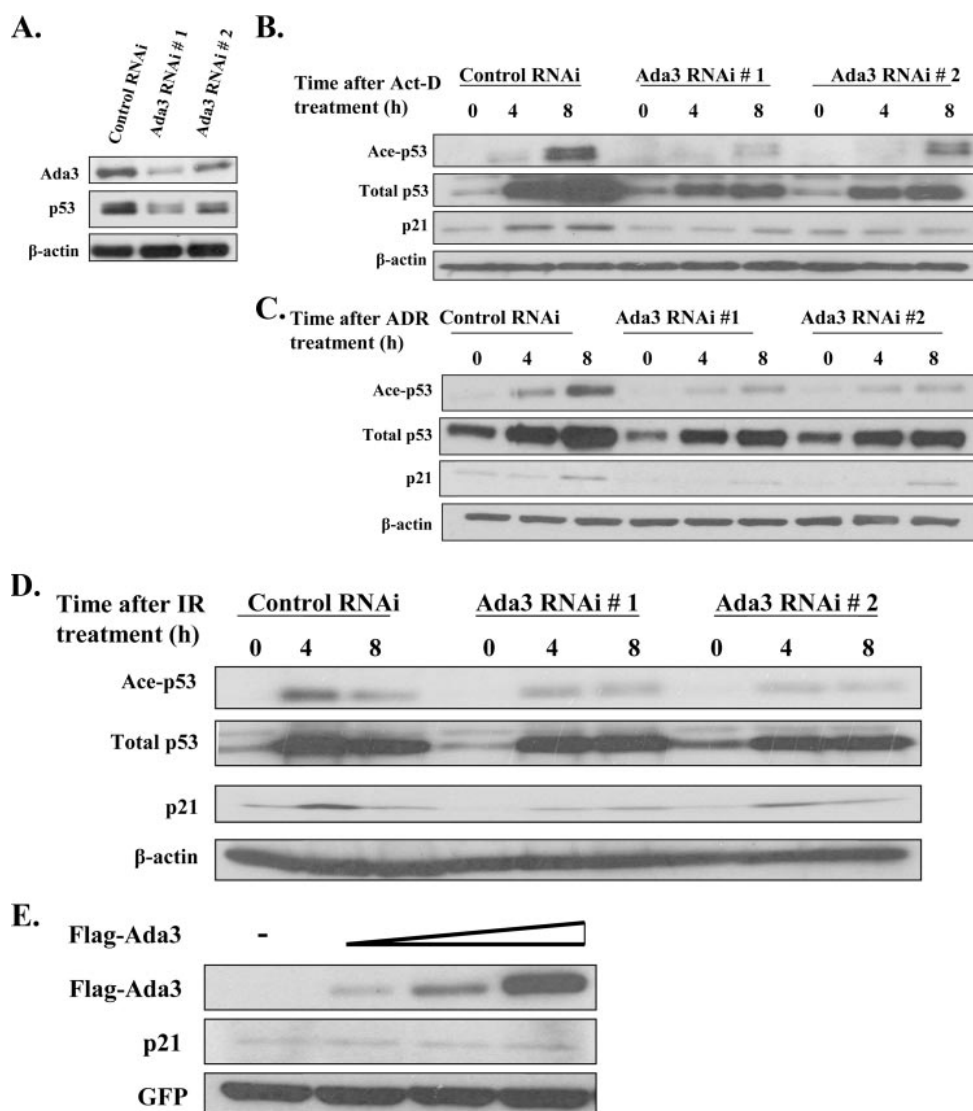 A.
Control RNAi
Ada3 RNAi # 1
Ada3 RNAi # 2
Ada3
p53
β-actin
B.
Time after Act-D
treatment (h)
Control RNAi Ada3 RNAi # 1 Ada3 RNAi # 2
0 4 8 0 4 8 0 4 8
Ace-p53
Total p53
p21
β-actin
C.
Time after ADR
treatment (h)
Control RNAi Ada3 RNAi #1 Ada3 RNAi #2
0 4 8 0 4 8 0 4 8
Ace-p53
Total p53
p21
β-actin
D.
Time after IR
treatment (h)
Control RNAi Ada3 RNAi # 1 Ada3 RNAi # 2
0 4 8 0 4 8 0 4 8
Ace-p53
Total p53
p21
β-actin
E.
Flag-Ada3 -
Flag-Ada3
p21
GFP